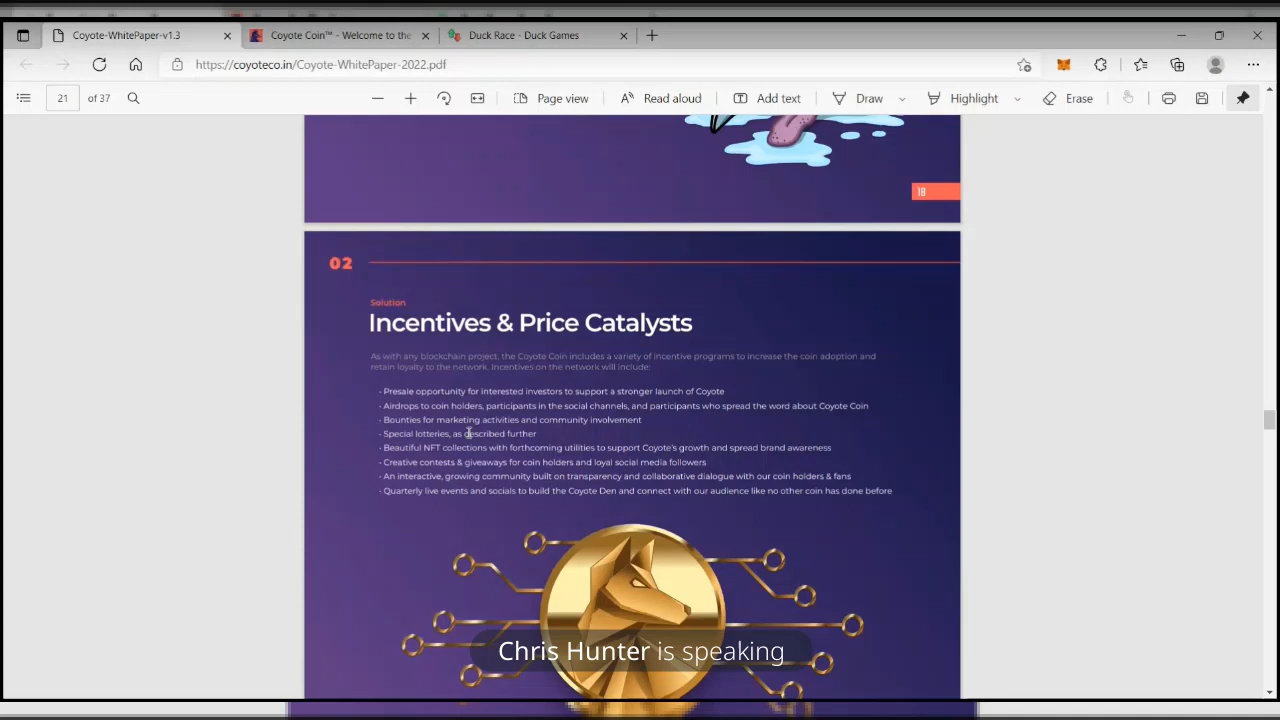 Coyote-WhitePaper-v1.3
Coyote Coin™ - Welcome to the
Duck Race - Duck Games
https://coyoteco.in/Coyote-WhitePaper-2022.pdf
21 of 37
Page view
Read aloud
Add text
Draw
Highlight
Erase
18
02
Solution
Incentives & Price Catalysts
As with any blockchain project, the Coyote Coin includes a variety of incentive programs to increase the coin adoption and
retain loyalty to the network. Incentives on the network will include:
- Presale opportunity for interested investors to support a stronger launch of Coyote
- Airdrops to coin holders, participants in the social channels, and participants who spread the word about Coyote Coin
- Bounties for marketing activities and community involvement
- Special lotteries, as described further
- Beautiful NFT collections with forthcoming utilities to support Coyote's growth and spread brand awareness
- Creative contests & giveaways for coin holders and loyal social media followers
- An interactive, growing community built on transparency and collaborative dialogue with our coin holders & fans
- Quarterly live events and socials to build the Coyote Den and connect with our audience like no other coin has done before
Chris Hunter is speaking